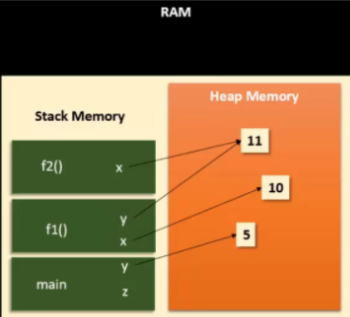 RAM
Stack Memory
Heap Memory
f2()
x
11
10
f1()
y
x
5
main
y
z